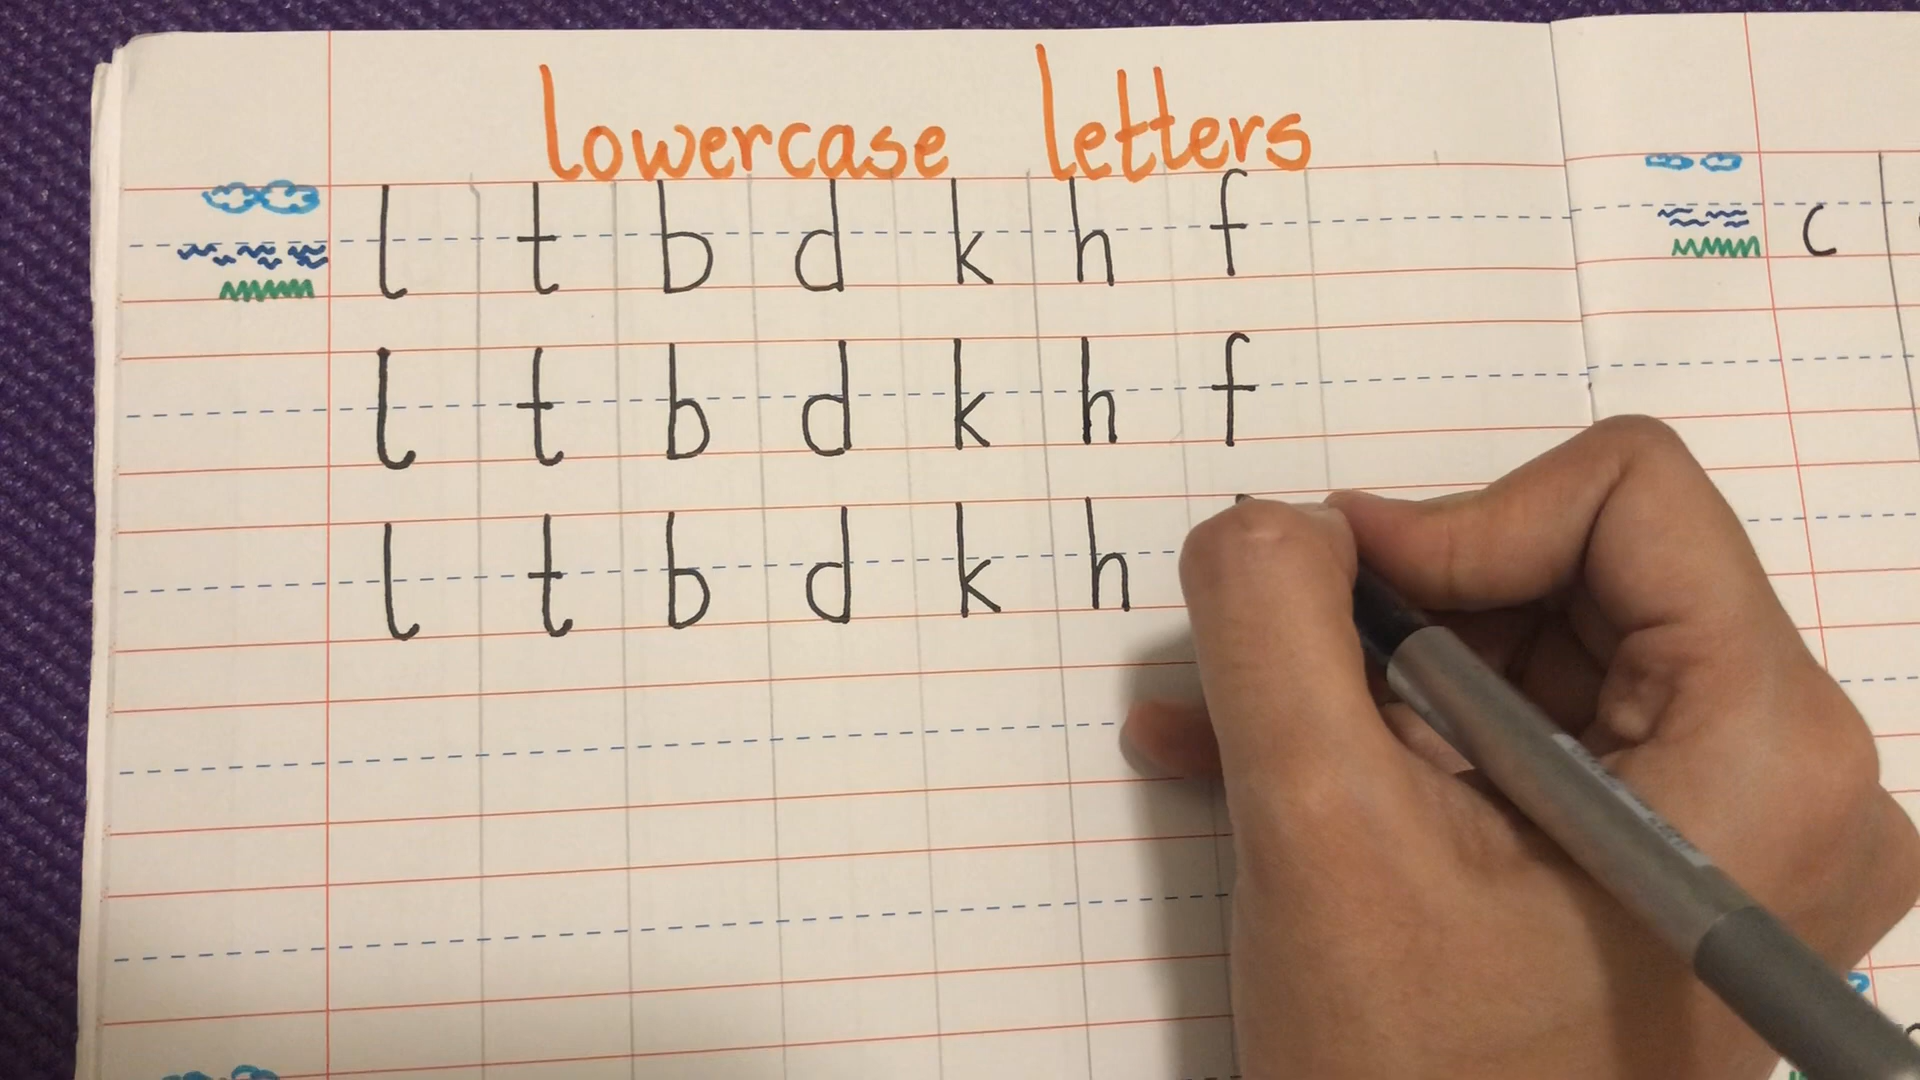 lowercase letters
l t b d k h f
l t b d k h f
l t b d k h
c